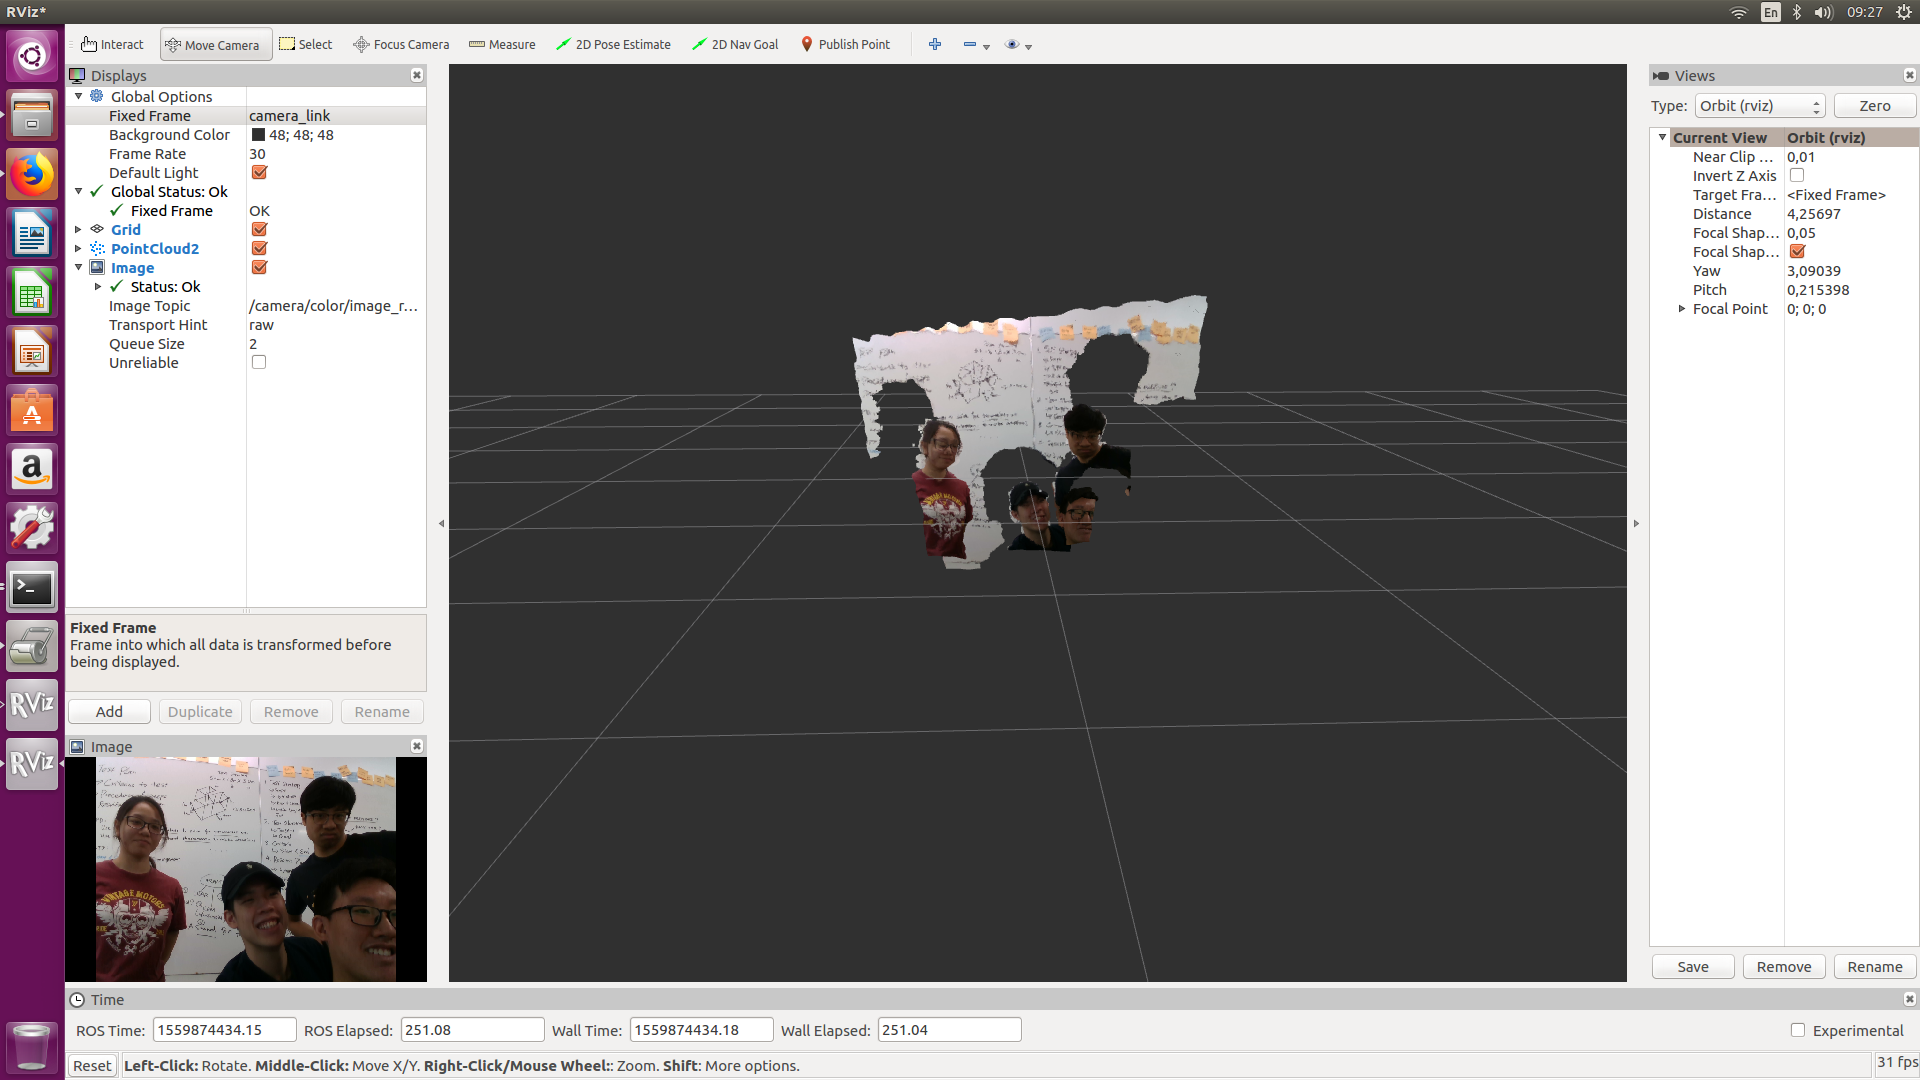 RViz*
En
09:27
Interact
Move Camera
Select
Focus Camera
Measure
2D Pose Estimate
2D Nav Goal
Publish Point
Displays
Global Options
Fixed Frame camera_link
Background Color 48; 48; 48
Frame Rate 30
Default Light
Global Status: Ok
Fixed Frame OK
Grid
PointCloud2
Image
Status: Ok
Image Topic /camera/color/image_r...
Transport Hint raw
Queue Size 2
Unreliable
Fixed Frame
Frame into which all data is transformed before
being displayed.
Add Duplicate Remove Rename
Image
Test Plan
VINTAGE MOTORS
Views
Type: Orbit (rviz) Zero
Current View Orbit (rviz)
Near Clip ... 0,01
Invert Z Axis
Target Fra... <Fixed Frame>
Distance 4,25697
Focal Shap... 0,05
Focal Shap...
Yaw 3,09039
Pitch 0,215398
Focal Point 0; 0; 0
Save Remove Rename
RViz
RViz
Time
ROS Time: 1559874434.15 ROS Elapsed: 251.08 Wall Time: 1559874434.18 Wall Elapsed: 251.04 Experimental
Reset Left-Click: Rotate. Middle-Click: Move X/Y. Right-Click/Mouse Wheel:: Zoom. Shift: More options. 31 fps